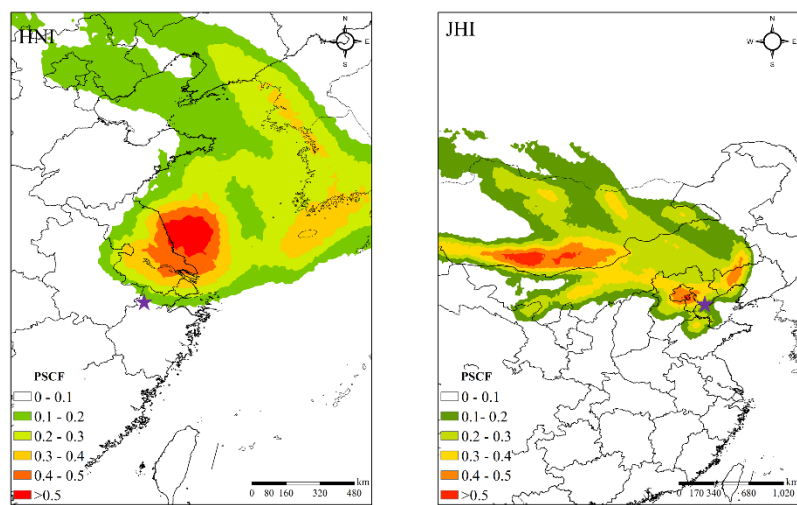 HNI
N
W E
S
PSCF
0 - 0.1
0.1 - 0.2
0.2 - 0.3
0.3 - 0.4
0.4 - 0.5
>0.5
km
0 80 160 320 480
JHI
N
W E
S
PSCF
0 - 0.1
0.1- 0.2
0.2 - 0.3
0.3 - 0.4
0.4 - 0.5
>0.5
km
0 170 340 680 1,020